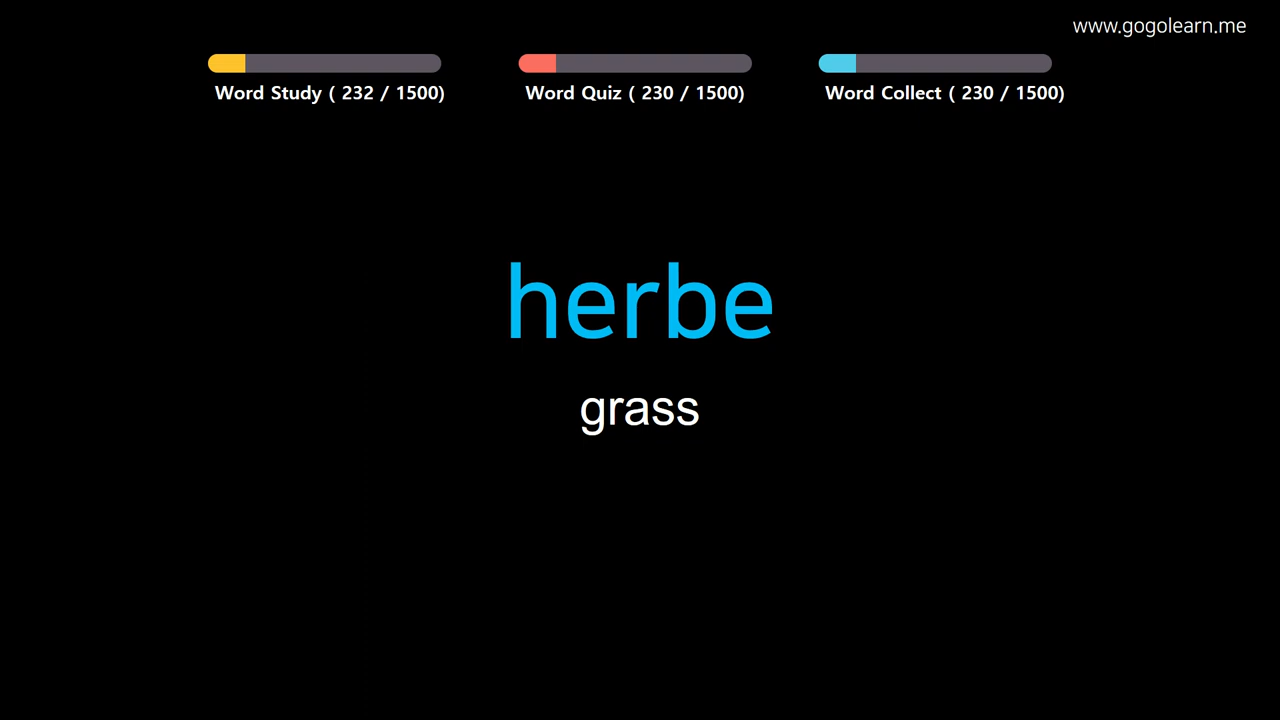 www.gogolearn.me
Word Study ( 232 / 1500)
Word Quiz ( 230 / 1500)
Word Collect ( 230 / 1500)
herbe
grass